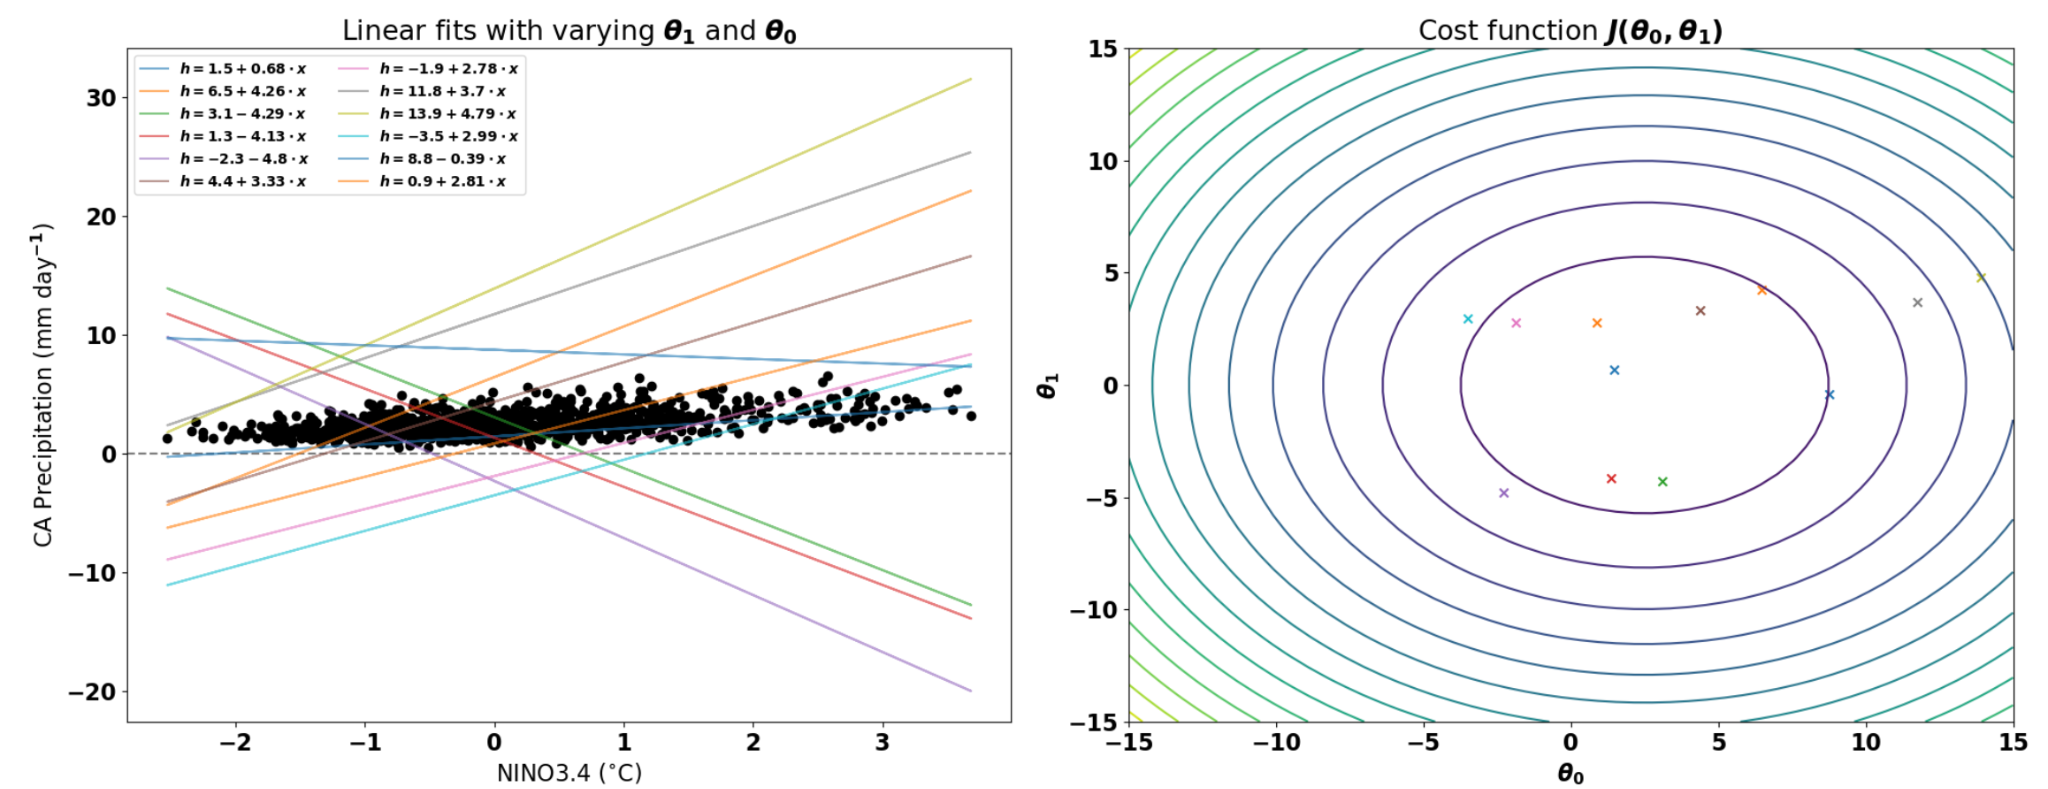 Linear fits with varying θ₁ and θ₀
h = 1.5 + 0.68 · x
h = 6.5 + 4.26 · x
h = 3.1 − 4.29 · x
h = 1.3 − 4.13 · x
h = −2.3 − 4.8 · x
h = 4.4 + 3.33 · x
h = −1.9 + 2.78 · x
h = 11.8 + 3.7 · x
h = 13.9 + 4.79 · x
h = −3.5 + 2.99 · x
h = 8.8 − 0.39 · x
h = 0.9 + 2.81 · x
CA Precipitation (mm day⁻¹)
30
20
10
0
−10
−20
−2 −1 0 1 2 3
NINO3.4 (°C)
Cost function J(θ₀, θ₁)
θ₁
15
10
5
0
−5
−10
−15
−15 −10 −5 0 5 10 15
θ₀